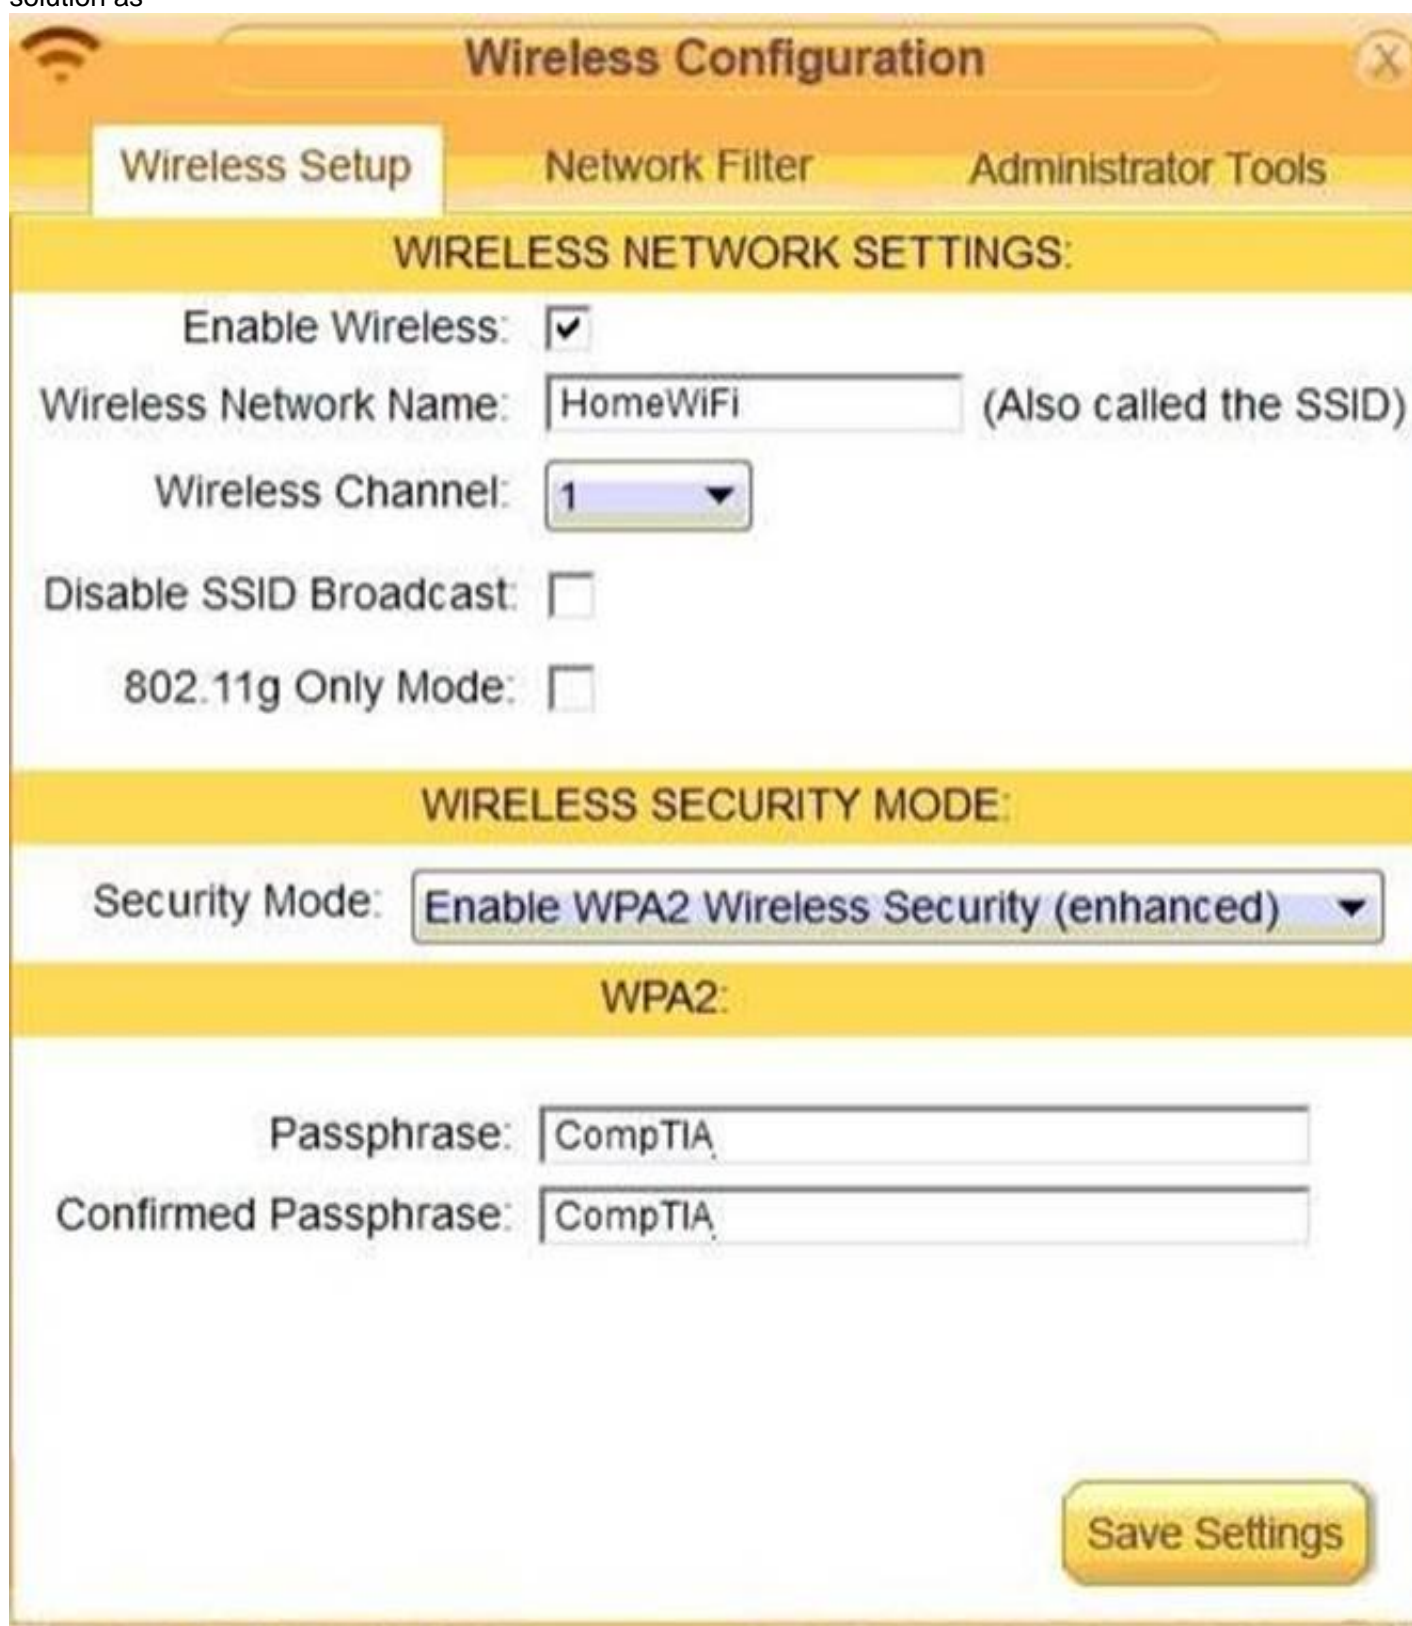 solution as
Wireless Configuration X
Wireless Setup Network Filter Administrator Tools
WIRELESS NETWORK SETTINGS:
Enable Wireless:
Wireless Network Name: HomeWiFi (Also called the SSID)
Wireless Channel: 1
Disable SSID Broadcast:
802.11g Only Mode:
WIRELESS SECURITY MODE:
Security Mode: Enable WPA2 Wireless Security (enhanced)
WPA2:
Passphrase: CompTIA
Confirmed Passphrase: CompTIA
Save Settings